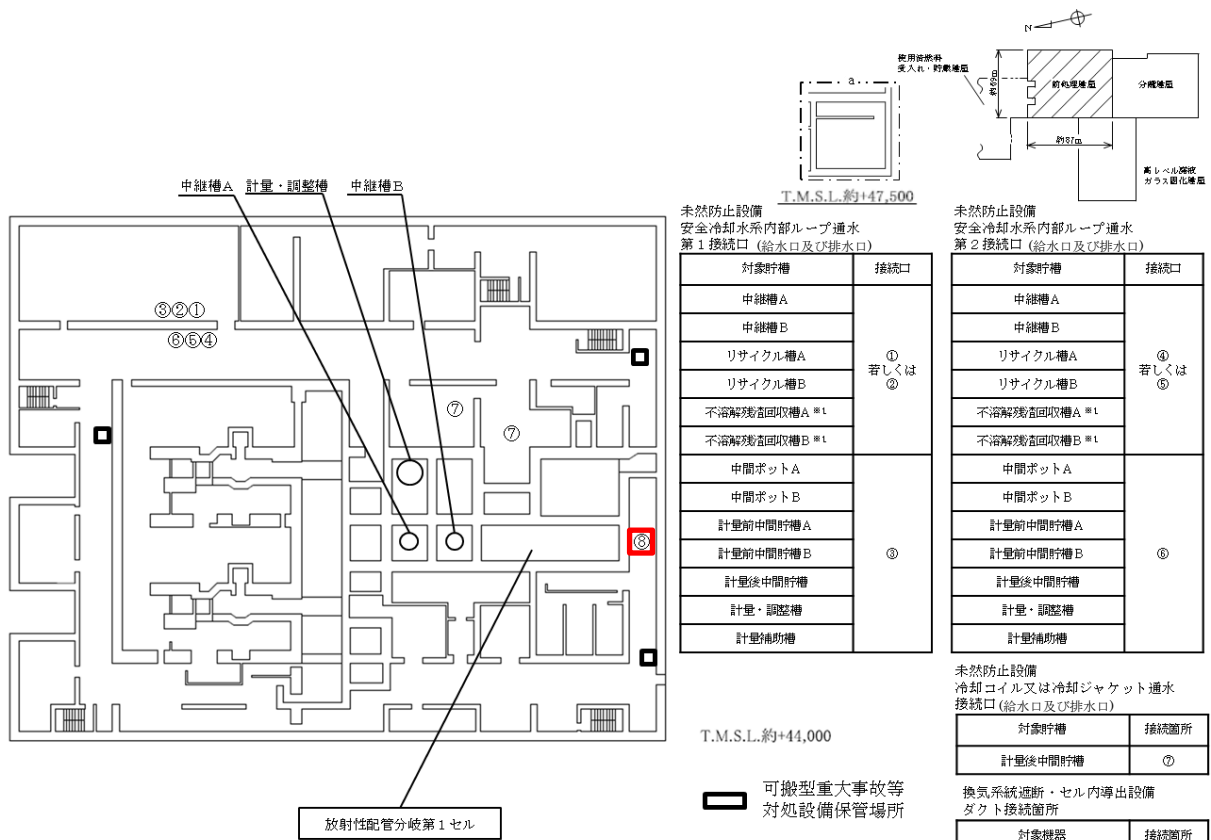 N
使用済燃料
受入れ・貯蔵建屋
約69m
前処理建屋
分離建屋
約87m
高レベル廃液
ガラス固化建屋
a
T.M.S.L.約+47,500
中継槽A
計量・調整槽
中継槽B
③②①
⑥⑤④
⑦
⑦
⑧
放射性配管分岐第1セル
未然防止設備
安全冷却水系内部ループ通水
第1接続口 (給水口及び排水口)
対象貯槽 接続口
中継槽A
中継槽B
リサイクル槽A
リサイクル槽B
不溶解残渣回収槽A ※1
不溶解残渣回収槽B ※1
①
若しくは
②
中間ポットA
中間ポットB
計量前中間貯槽A
計量前中間貯槽B
計量後中間貯槽
計量・調整槽
計量補助槽
③
未然防止設備
安全冷却水系内部ループ通水
第2接続口 (給水口及び排水口)
対象貯槽 接続口
中継槽A
中継槽B
リサイクル槽A
リサイクル槽B
不溶解残渣回収槽A ※1
不溶解残渣回収槽B ※1
④
若しくは
⑤
中間ポットA
中間ポットB
計量前中間貯槽A
計量前中間貯槽B
計量後中間貯槽
計量・調整槽
計量補助槽
⑥
未然防止設備
冷却コイル又は冷却ジャケット通水
接続口 (給水口及び排水口)
対象貯槽 接続箇所
計量後中間貯槽 ⑦
T.M.S.L.約+44,000
可搬型重大事故等
対処設備保管場所
換気系統遮断・セル内導出設備
ダクト接続箇所
対象機器 接続箇所